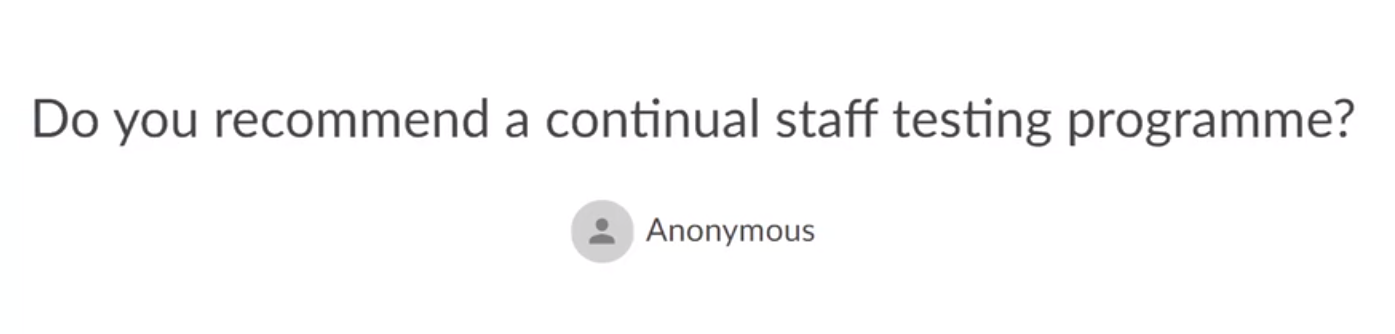 Do you recommend a continual staff testing programme?
Anonymous